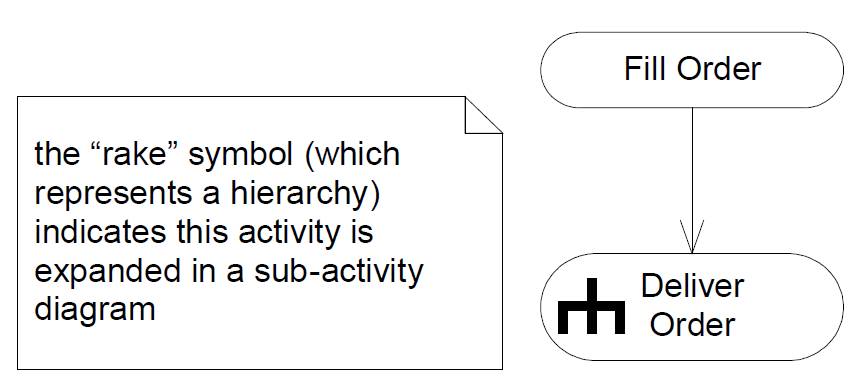 Fill Order
the “rake” symbol (which
represents a hierarchy)
indicates this activity is
expanded in a sub-activity
diagram
Deliver
Order